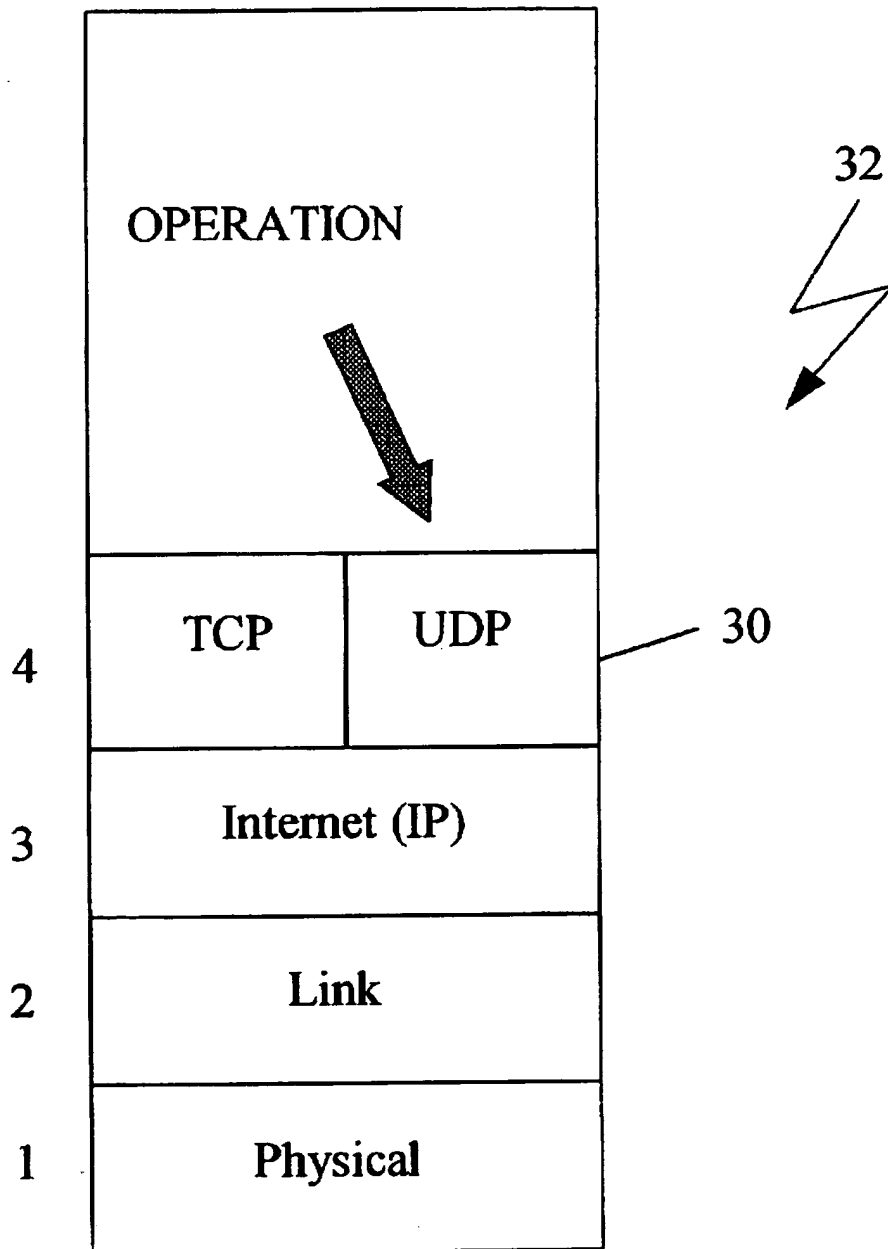 32
OPERATION
TCP UDP 30
4
Internet (IP)
3
Link
2
Physical
1